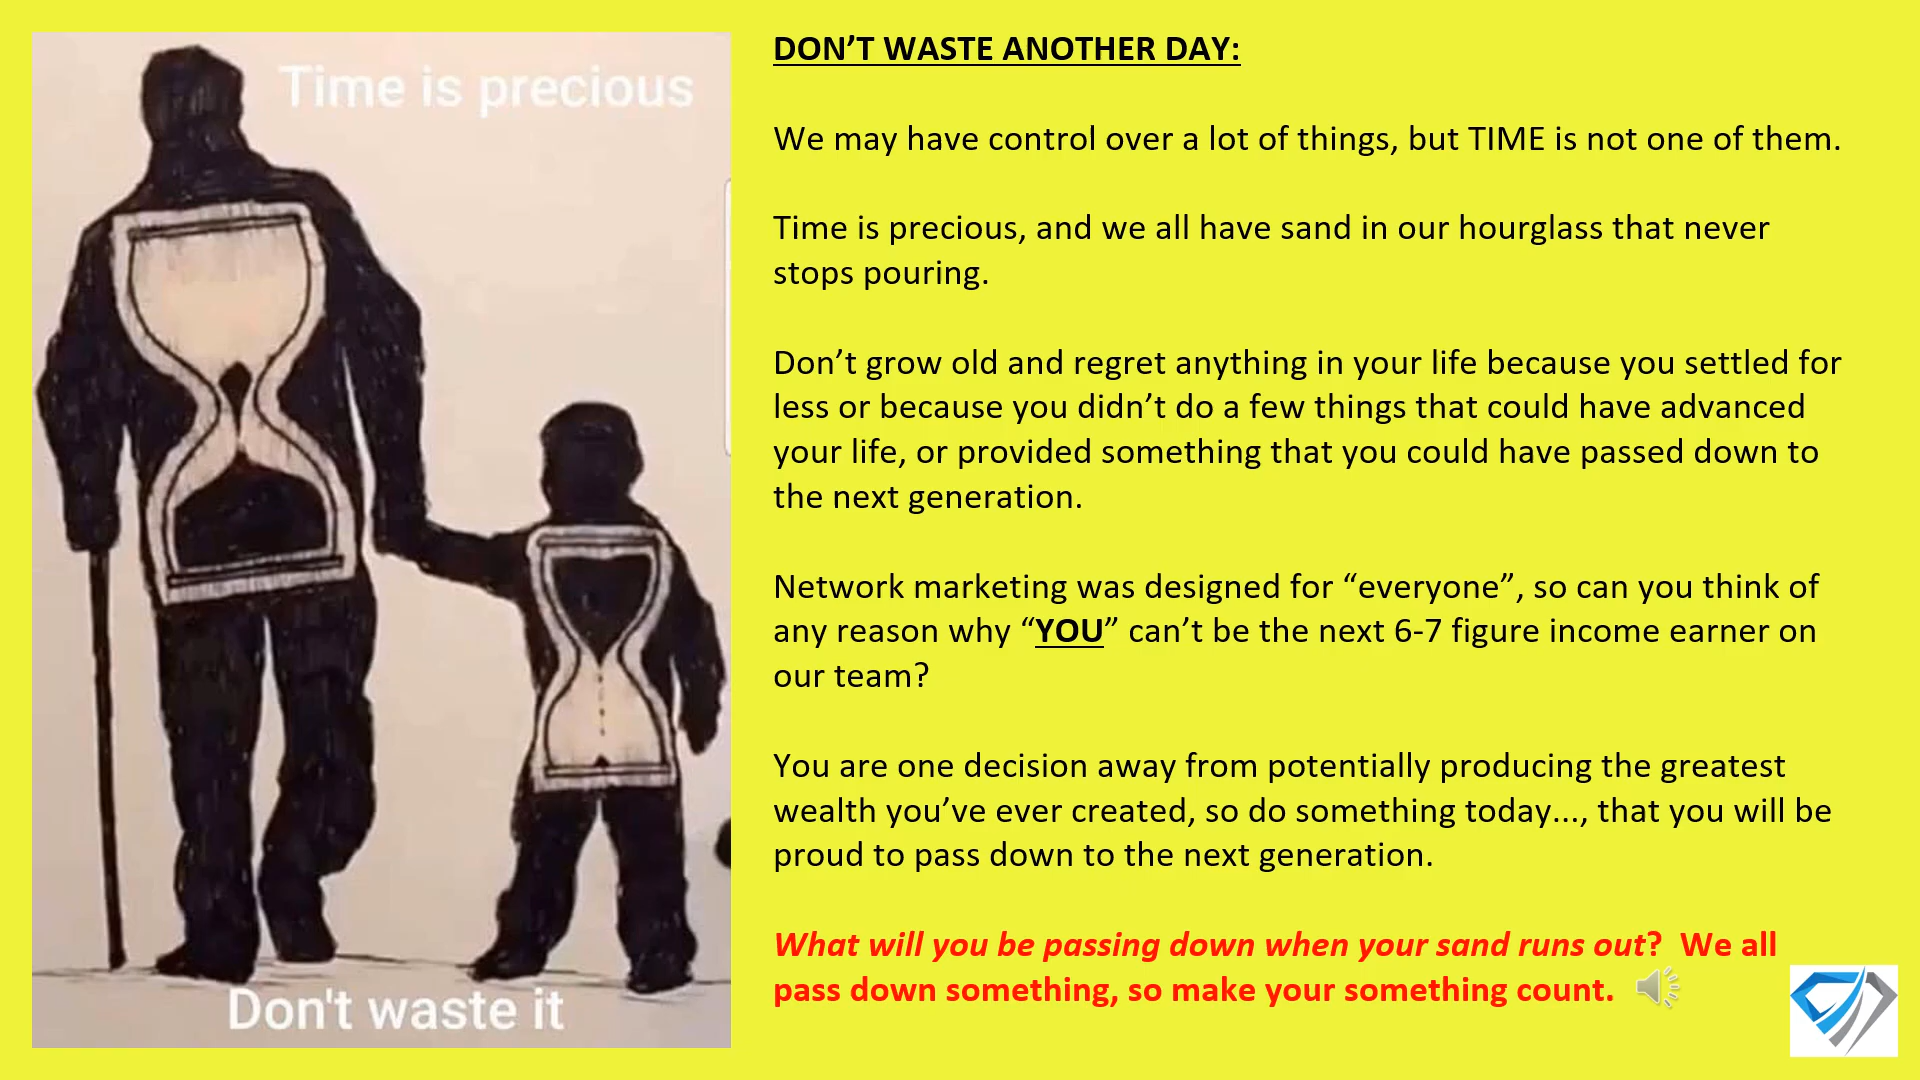 Time is precious
Don't waste it
DON’T WASTE ANOTHER DAY:
We may have control over a lot of things, but TIME is not one of them.
Time is precious, and we all have sand in our hourglass that never
stops pouring.
Don’t grow old and regret anything in your life because you settled for
less or because you didn’t do a few things that could have advanced
your life, or provided something that you could have passed down to
the next generation.
Network marketing was designed for “everyone”, so can you think of
any reason why “YOU” can’t be the next 6-7 figure income earner on
our team?
You are one decision away from potentially producing the greatest
wealth you’ve ever created, so do something today..., that you will be
proud to pass down to the next generation.
What will you be passing down when your sand runs out? We all
pass down something, so make your something count.